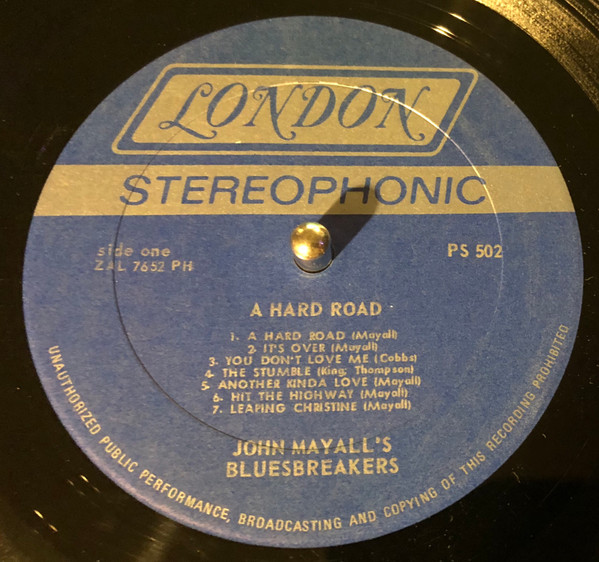 LONDON
STEREOPHONIC
side one
ZAL 7652 PH
PS 502
A HARD ROAD
1. A HARD ROAD (Mayall)
2. IT'S OVER (Mayall)
3. YOU DON'T LOVE ME (Cobbs)
4. THE STUMBLE (King; Thompson)
5. ANOTHER KINDA LOVE (Mayall)
6. HIT THE HIGHWAY (Mayall)
7. LEAPING CHRISTINE (Mayall)
JOHN MAYALL'S
BLUESBREAKERS
UNAUTHORIZED PUBLIC PERFORMANCE, BROADCASTING AND COPYING OF THIS RECORDING PROHIBITED